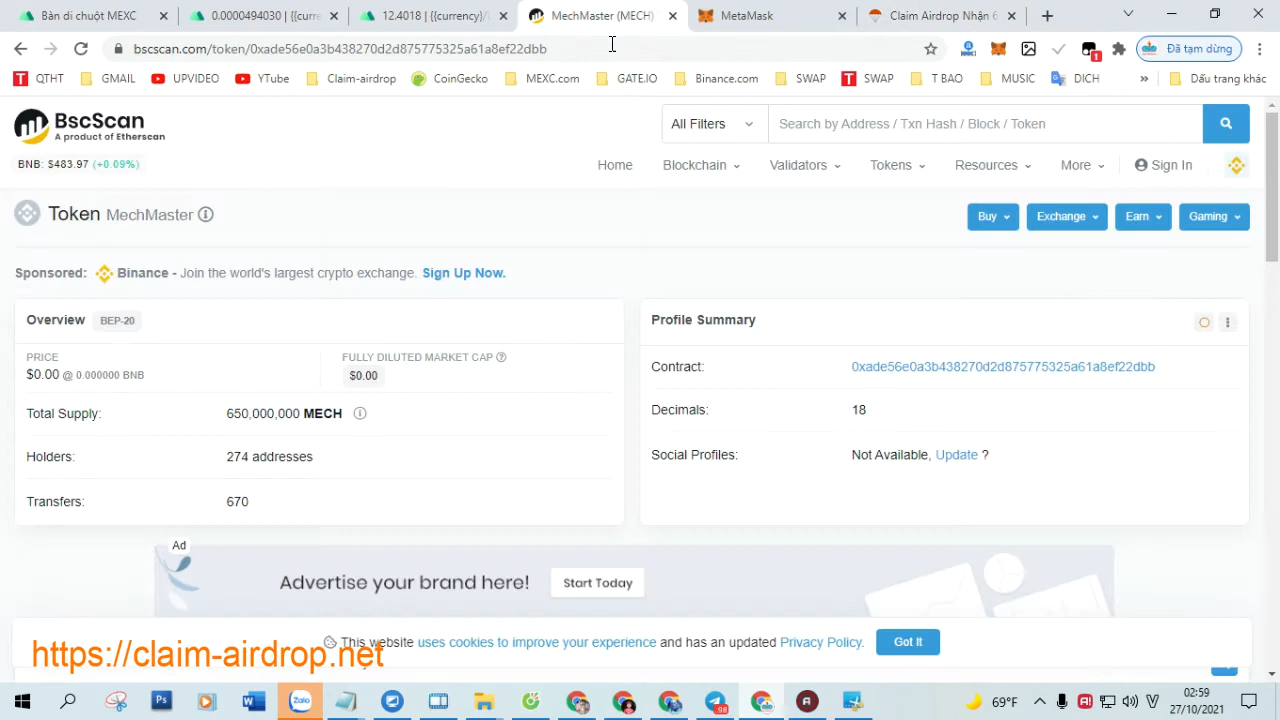 Bán di động MEXC
0.0000494030 | {{curre
12.4018 | {{currency}/
MechMaster (MECH)
MetaMask
Claim Airdrop Nhận 6
bscscan.com/token/0xade56e0a3b438270d2d875775325a61a8ef22dbb
1
Đã tạm dừng
QTHT
GMAIL
UPVIDEO
YTube
Claim-airdrop
CoinGecko
MEXC.com
GATE.IO
Binance.com
SWAP
SWAP
T BAO
MUSIC
DICH
»
Dấu trang khác
BscScan
A product of Etherscan
All Filters
Search by Address / Txn Hash / Block / Token
BNB: $483.97 (+0.09%)
Home
Blockchain
Validators
Tokens
Resources
More
Sign In
Token MechMaster
Buy
Exchange
Earn
Gaming
Sponsored: Binance - Join the world's largest crypto exchange. Sign Up Now.
Overview BEP-20
PRICE
$0.00 @ 0.000000 BNB
FULLY DILUTED MARKET CAP
$0.00
Total Supply: 650,000,000 MECH
Holders: 274 addresses
Transfers: 670
Profile Summary
Contract: 0xade56e0a3b438270d2d875775325a61a8ef22dbb
Decimals: 18
Social Profiles: Not Available, Update ?
Ad
Advertise your brand here!
Start Today
This website uses cookies to improve your experience and has an updated Privacy Policy.
Got It
https://claim-airdrop.net
Ps
W
Zalo
98
69°F
V
02:59
27/10/2021